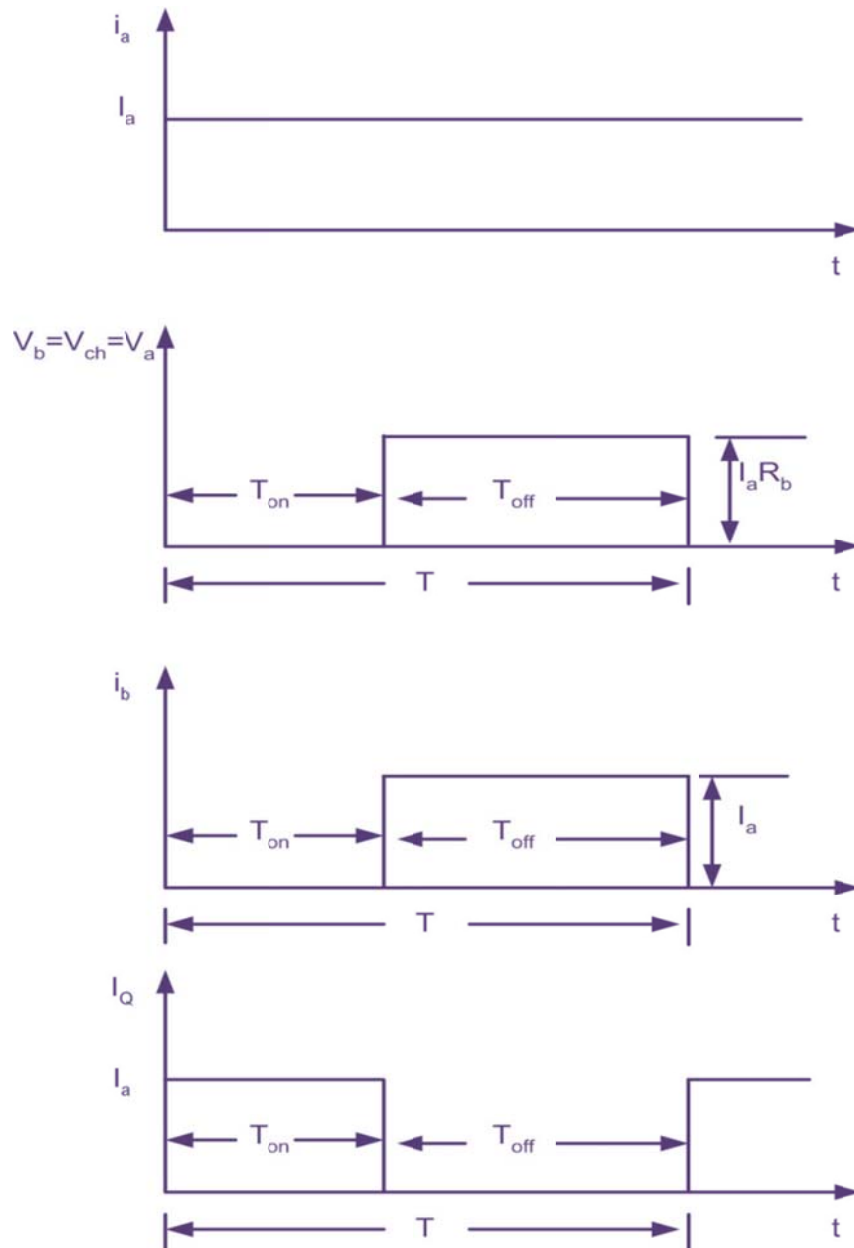 i_a
I_a
t
V_b=V_ch=V_a
T_on
T_off
I_aR_b
T
t
i_b
T_on
T_off
I_a
T
t
I_Q
I_a
T_on
T_off
T
t